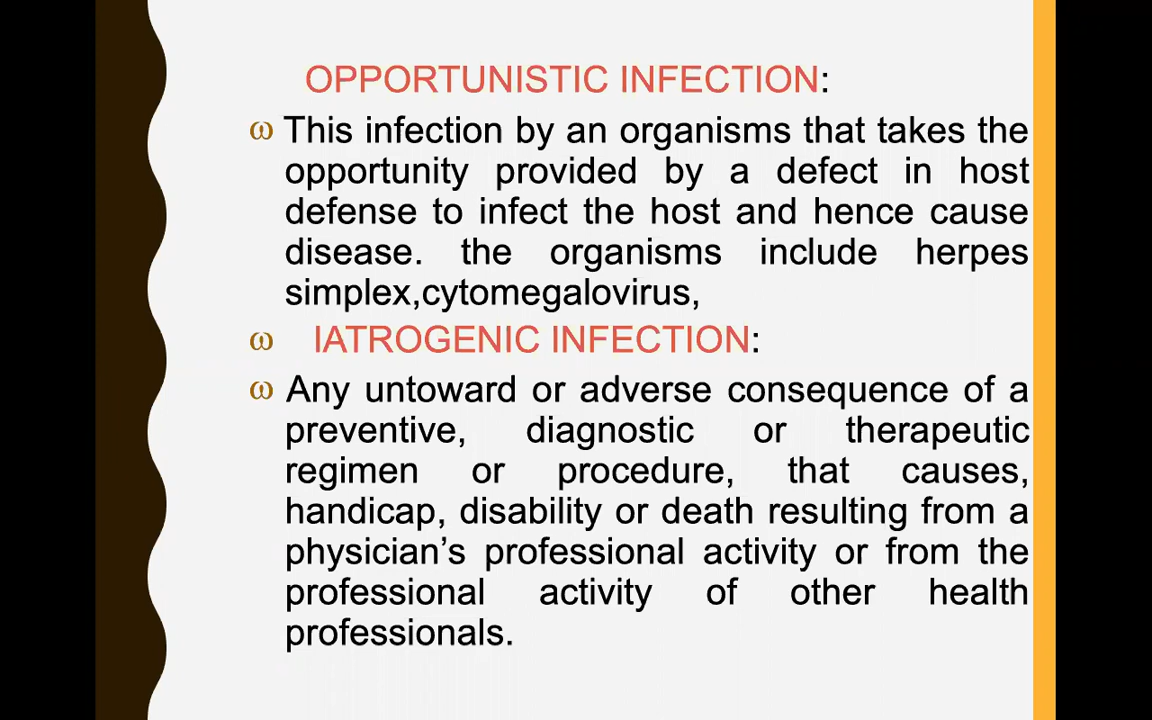 OPPORTUNISTIC INFECTION:
ω This infection by an organisms that takes the
opportunity provided by a defect in host
defense to infect the host and hence cause
disease. the organisms include herpes
simplex,cytomegalovirus,
ω IATROGENIC INFECTION:
ω Any untoward or adverse consequence of a
preventive, diagnostic or therapeutic
regimen or procedure, that causes,
handicap, disability or death resulting from a
physician’s professional activity or from the
professional activity of other health
professionals.